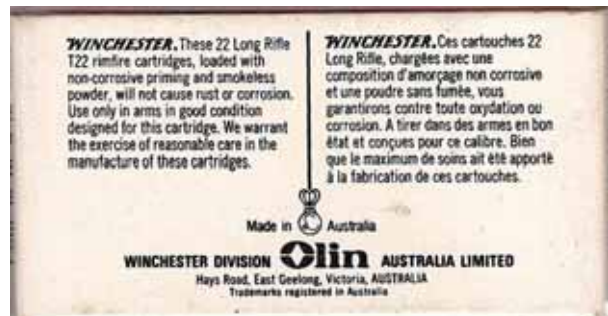 WINCHESTER. These 22 Long Rifle
T22 rimfire cartridges, loaded with
non-corrosive priming and smokeless
powder, will not cause rust or corrosion.
Use only in arms in good condition
designed for this cartridge. We warrant
the exercise of reasonable care in the
manufacture of these cartridges.
WINCHESTER. Ces cartouches 22
Long Rifle, chargées avec une
composition d'amorçage non corrosive
et une poudre sans fumée, vous
garantirons contre toute oxydation ou
corrosion. A tirer dans des armes en bon
état et conçues pour ce calibre. Bien
que le maximum de soins ait été apporté
à la fabrication de ces cartouches.
Made in Australia
WINCHESTER DIVISION Olin AUSTRALIA LIMITED
Hays Road, East Geelong, Victoria, AUSTRALIA
Trademarks registered in Australia